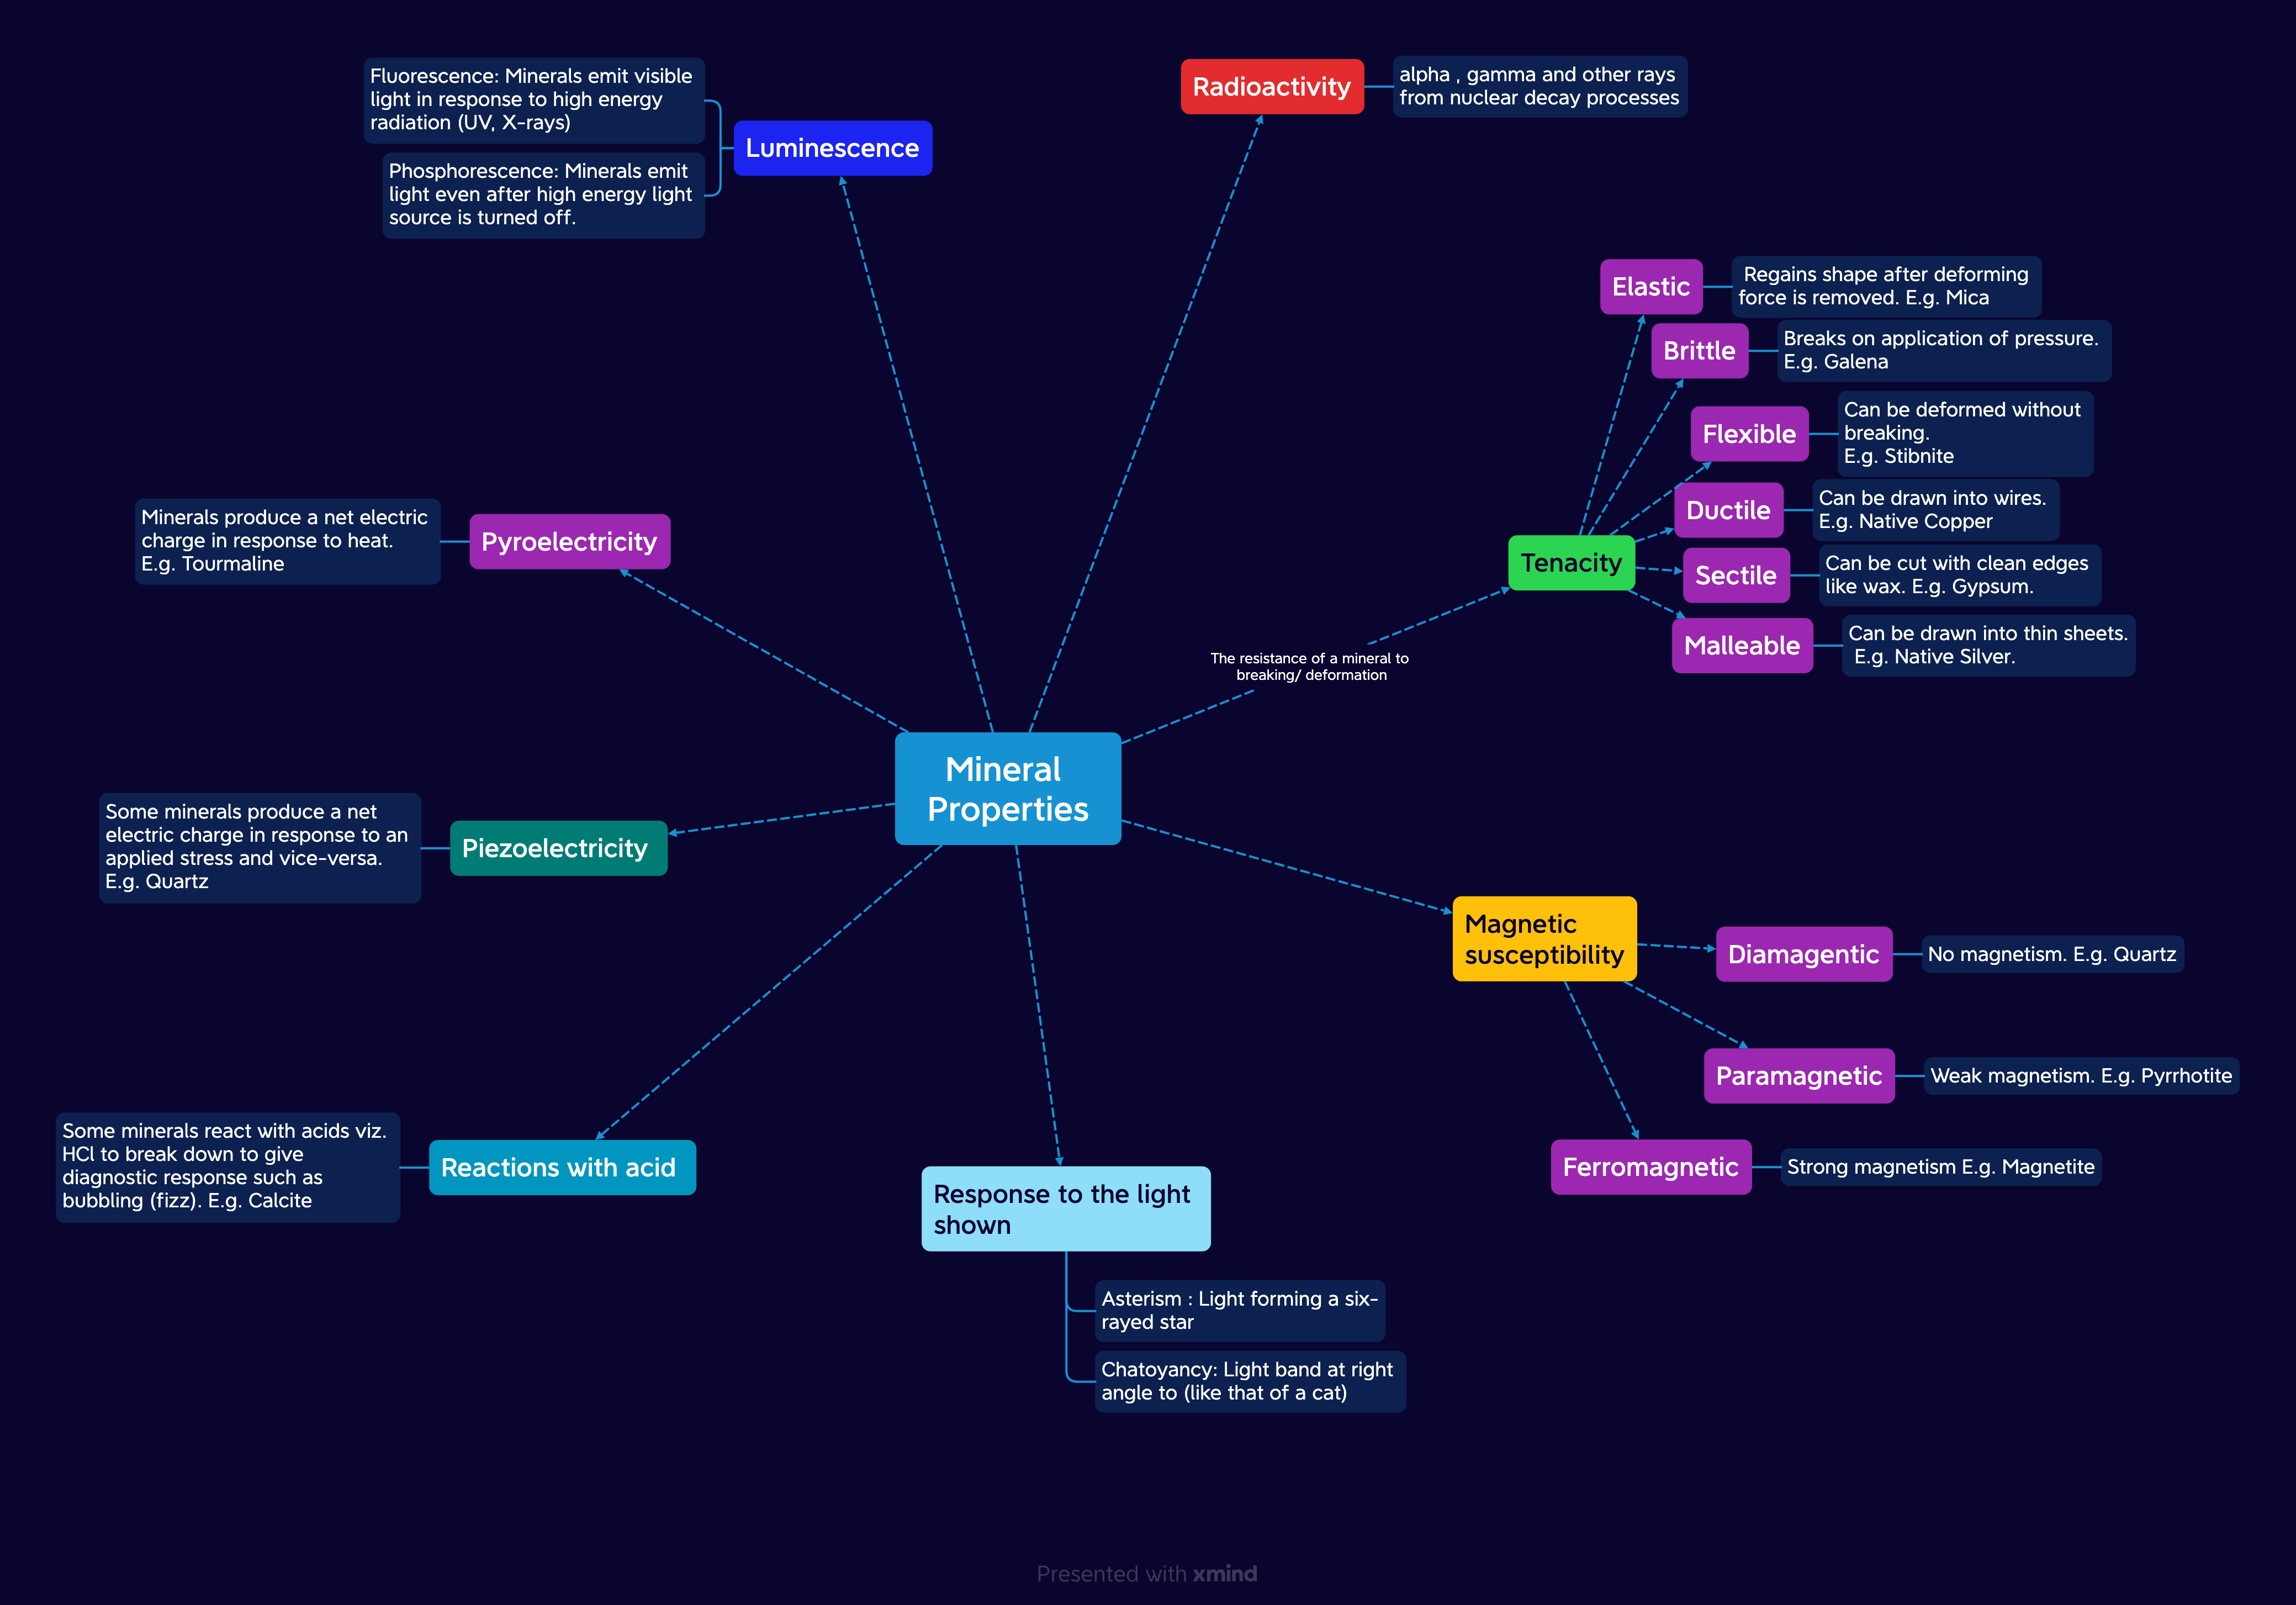 Fluorescence: Minerals emit visible
light in response to high energy
radiation (UV, X-rays)
Luminescence
Phosphorescence: Minerals emit
light even after high energy light
source is turned off.
Radioactivity
alpha , gamma and other rays
from nuclear decay processes
Elastic
Regains shape after deforming
force is removed. E.g. Mica
Brittle
Breaks on application of pressure.
E.g. Galena
Flexible
Can be deformed without
breaking.
E.g. Stibnite
Ductile
Can be drawn into wires.
E.g. Native Copper
Tenacity
Sectile
Can be cut with clean edges
like wax. E.g. Gypsum.
Malleable
Can be drawn into thin sheets.
E.g. Native Silver.
Minerals produce a net electric
charge in response to heat.
E.g. Tourmaline
Pyroelectricity
The resistance of a mineral to
breaking/ deformation
Mineral
Properties
Some minerals produce a net
electric charge in response to an
applied stress and vice-versa.
E.g. Quartz
Piezoelectricity
Magnetic
susceptibility
Diamagentic
No magnetism. E.g. Quartz
Paramagnetic
Weak magnetism. E.g. Pyrrhotite
Ferromagnetic
Strong magnetism E.g. Magnetite
Some minerals react with acids viz.
HCl to break down to give
diagnostic response such as
bubbling (fizz). E.g. Calcite
Reactions with acid
Response to the light
shown
Asterism : Light forming a six-
rayed star
Chatoyancy: Light band at right
angle to (like that of a cat)
Presented with xmind